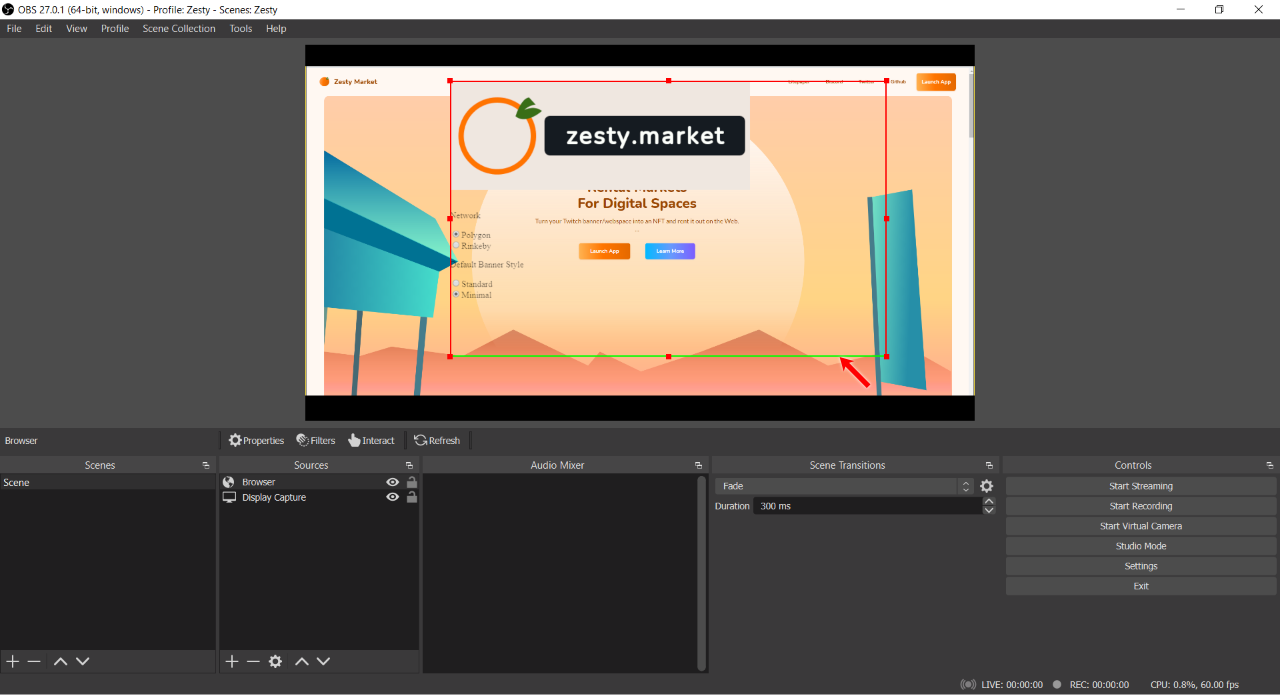 OBS 27.0.1 (64-bit, windows) - Profile: Zesty - Scenes: Zesty
File Edit View Profile Scene Collection Tools Help
Zesty Market
Discord Twitter Github Launch App
zesty.market
Rental Markets
For Digital Spaces
Turn your Twitch banner/webspace into an NFT and rent it out on the Web.
Launch App Learn More
Network
Polygon
Rinkeby
Default Banner Style
Standard
Minimal
Browser
Properties Filters Interact Refresh
Scenes Sources Audio Mixer Scene Transitions Controls
Scene
Browser
Display Capture
Fade
Duration 300 ms
Start Streaming
Start Recording
Start Virtual Camera
Studio Mode
Settings
Exit
LIVE: 00:00:00 REC: 00:00:00 CPU: 0.8%, 60.00 fps